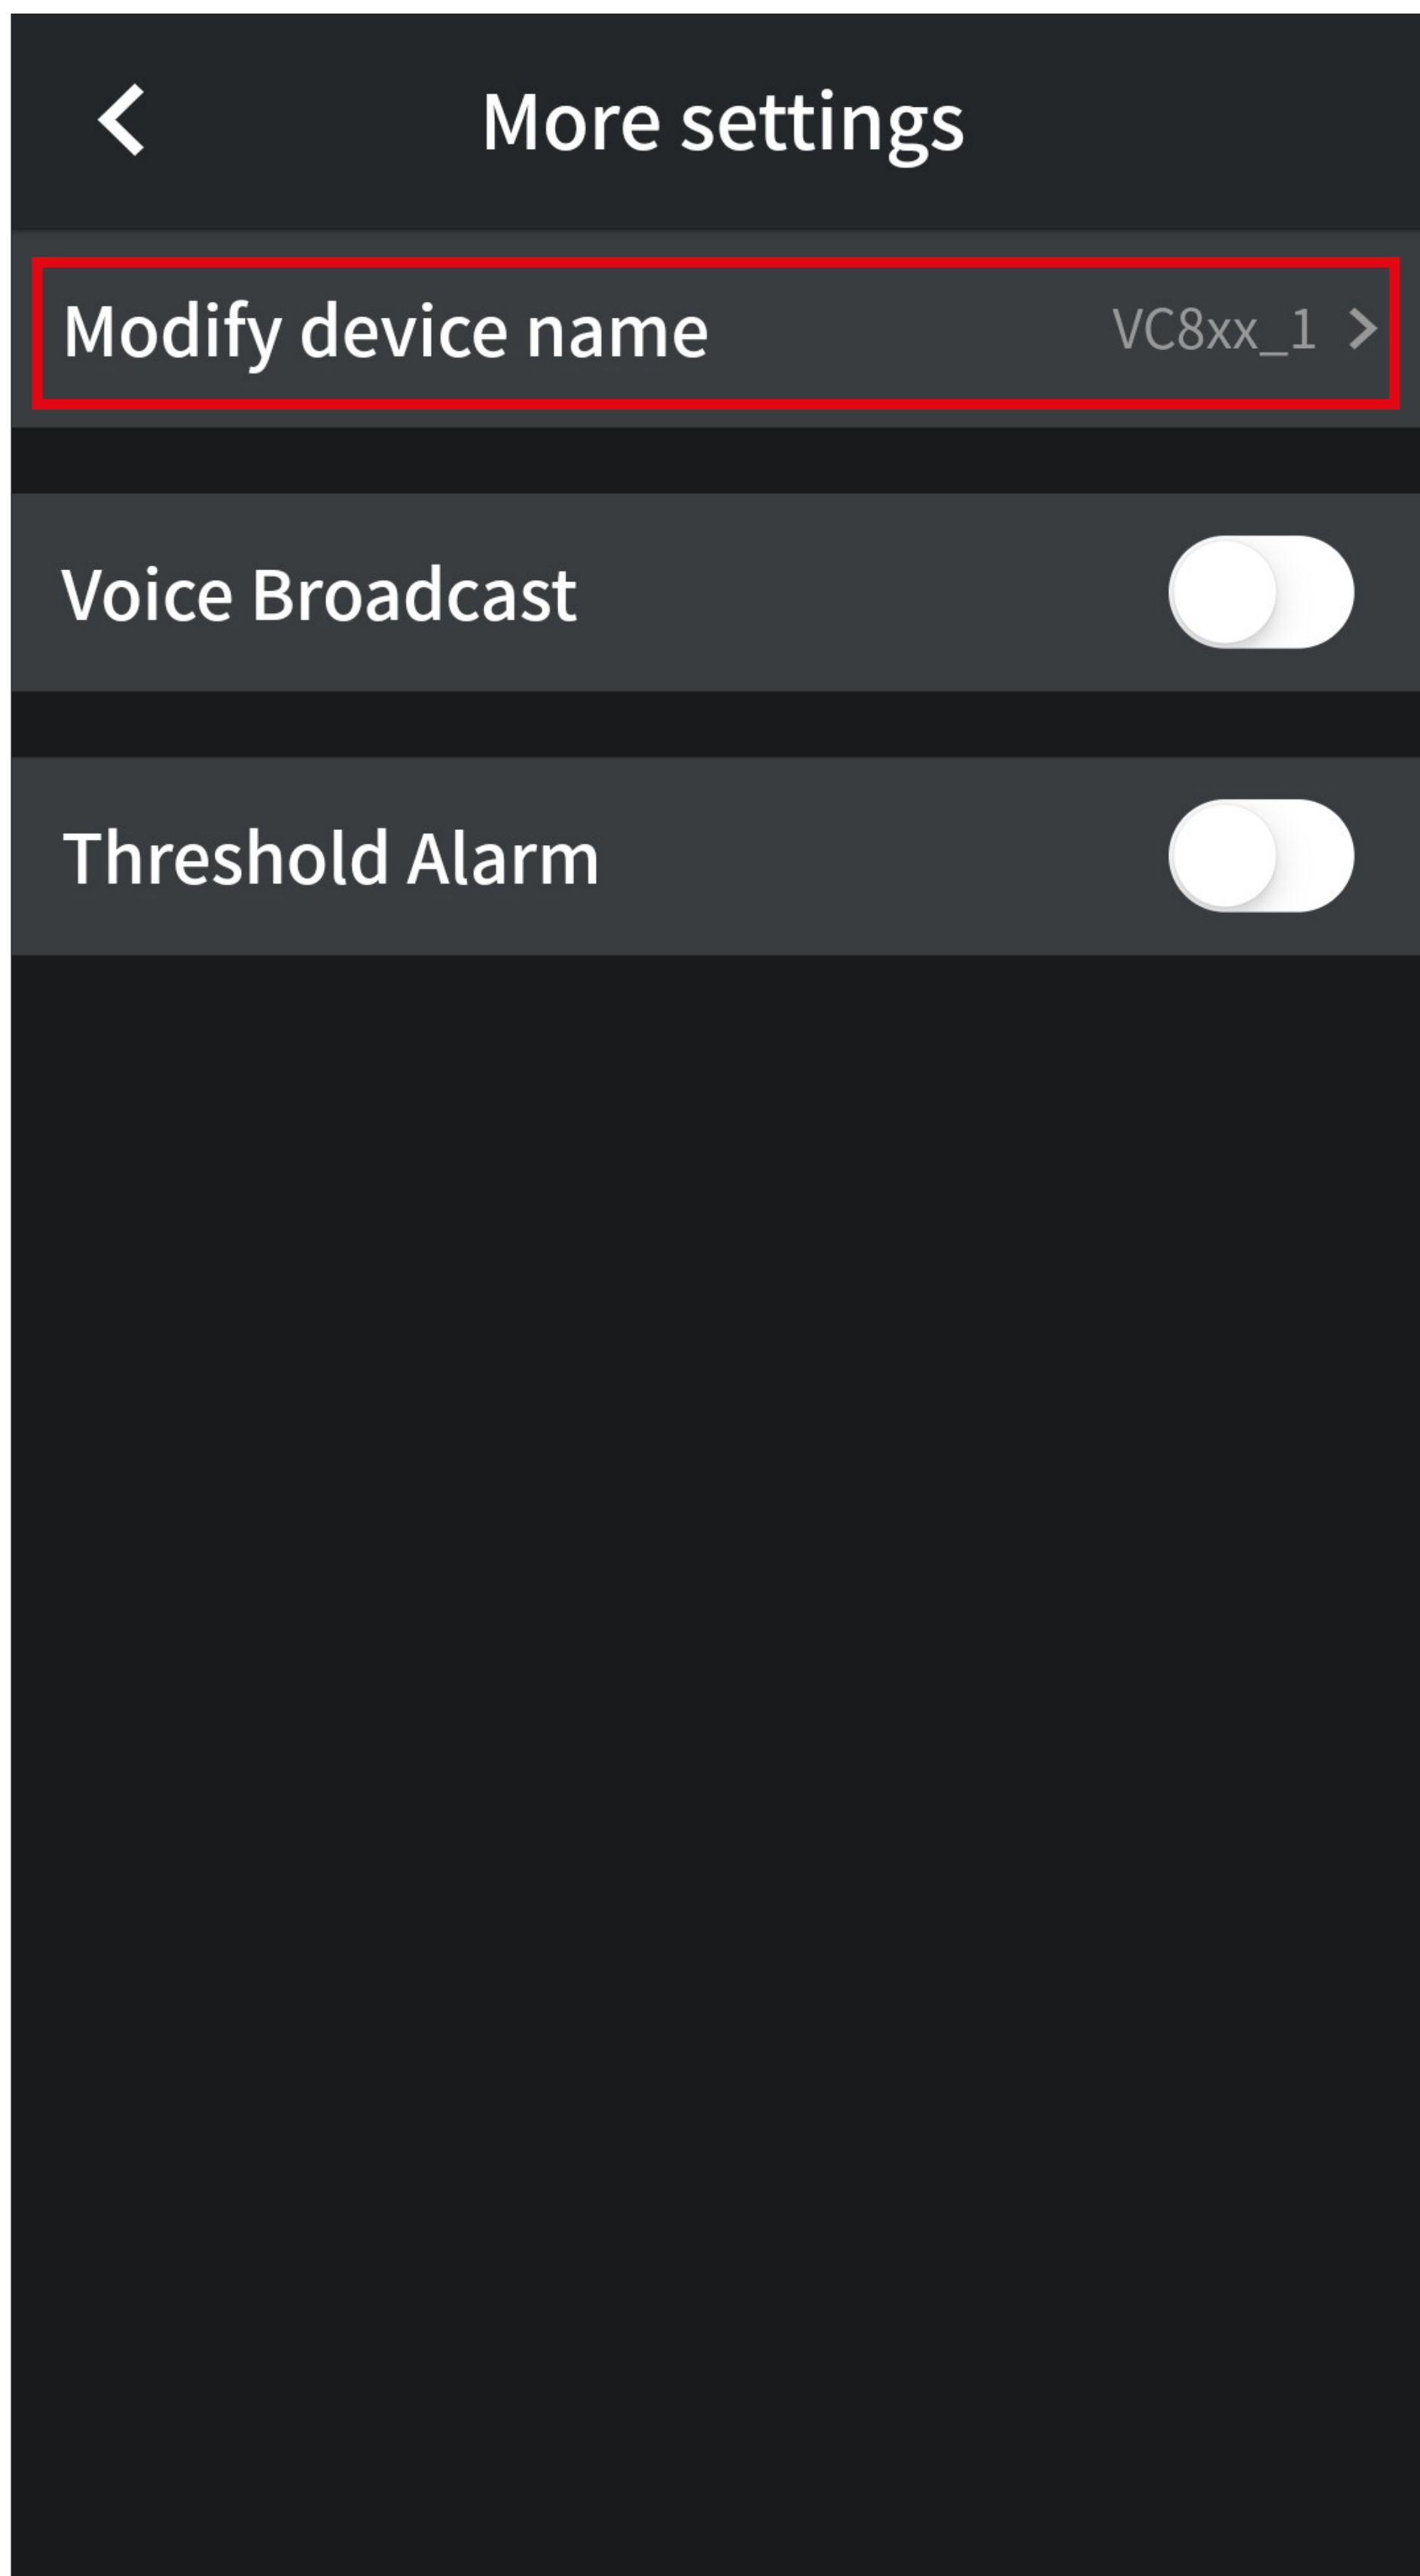 More settings
Modify device name VC8xx_1
Voice Broadcast
Threshold Alarm